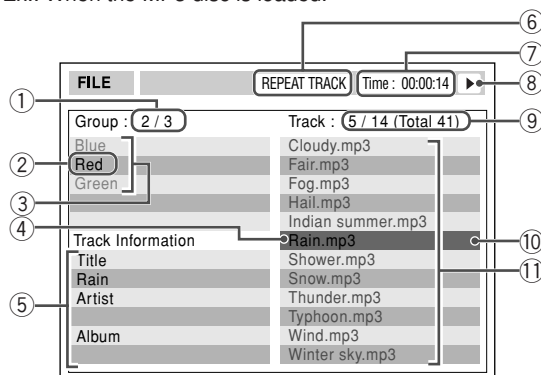 ⑥
⑦
FILE REPEAT TRACK Time : 00:00:14 ⑧
① Group : 2 / 3 Track : 5 / 14 (Total 41) ⑨
Blue Cloudy.mp3
② Red Fair.mp3
Green Fog.mp3
③ Hail.mp3
④ Indian summer.mp3
Track Information Rain.mp3 ⑩
Title Shower.mp3 ⑪
Rain Snow.mp3
⑤ Artist Thunder.mp3
Typhoon.mp3
Album Wind.mp3
Winter sky.mp3